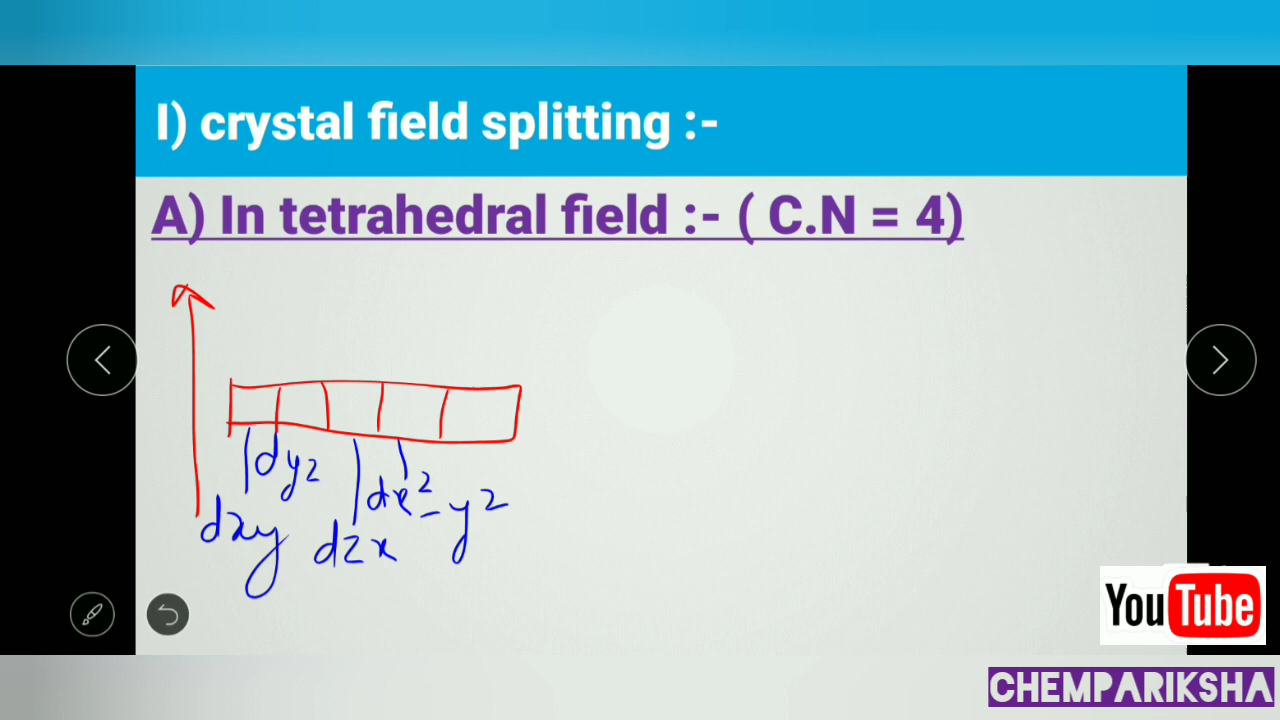 I) crystal field splitting :-
A) In tetrahedral field :- ( C.N = 4)
dyz
dx²-y²
dxy
dzx
YouTube
CHEMPARIKSHA